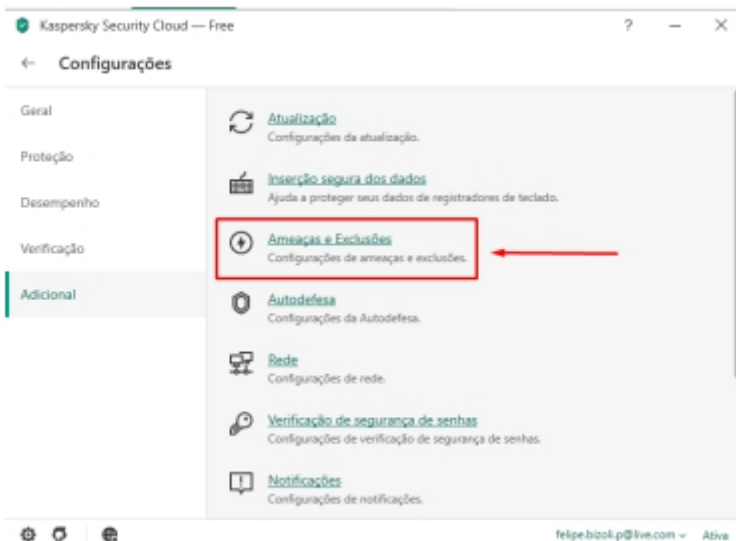 Kaspersky Security Cloud — Free
? — ×
← Configurações
Geral
Proteção
Desempenho
Verificação
Adicional
Atualização
Configurações da atualização.
Inserção segura dos dados
Ajuda a proteger seus dados de registradores de teclado.
Ameaças e Exclusões
Configurações de ameaças e exclusões.
Autodefesa
Configurações da Autodefesa.
Rede
Configurações de rede.
Verificação de segurança de senhas
Configurações de verificação de segurança de senhas.
Notificações
Configurações de notificações.
felipe.bizoli.p@live.com Ativa